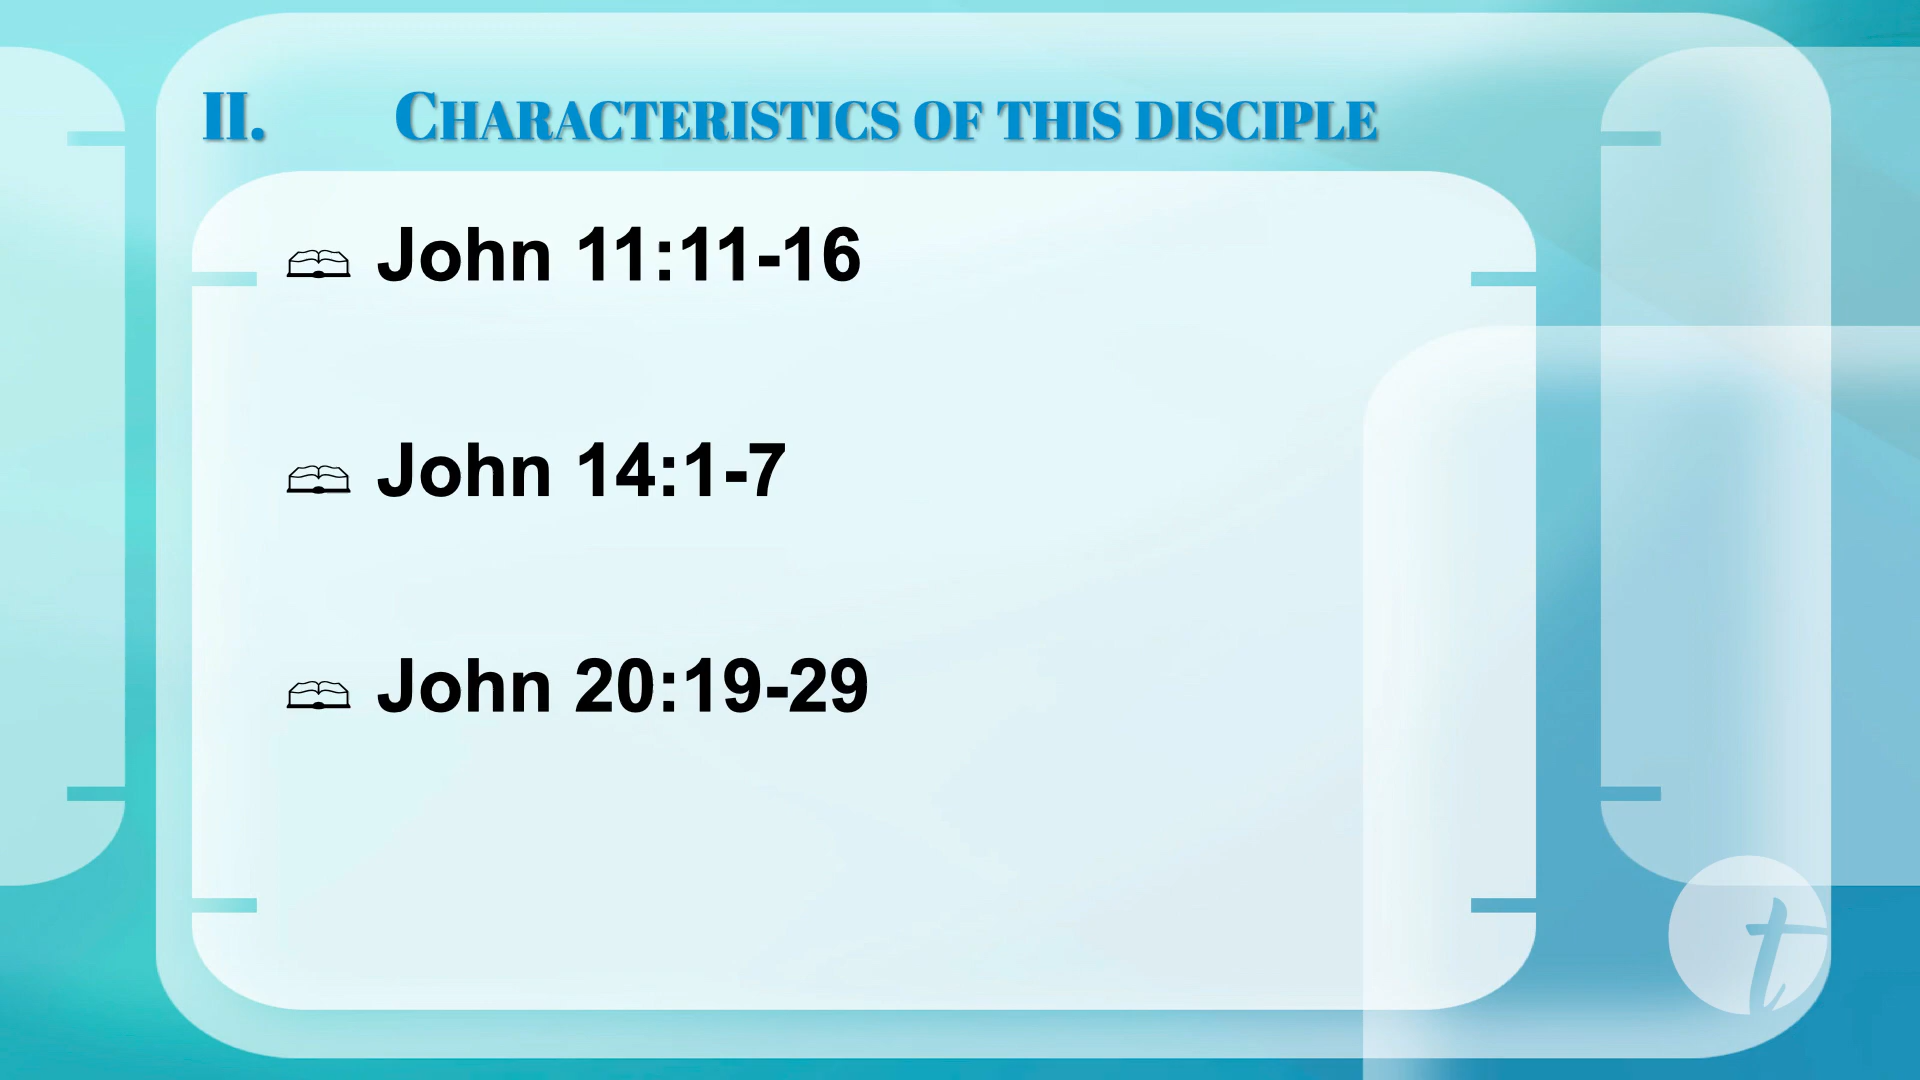 II. Characteristics of this disciple
John 11:11-16
John 14:1-7
John 20:19-29
t